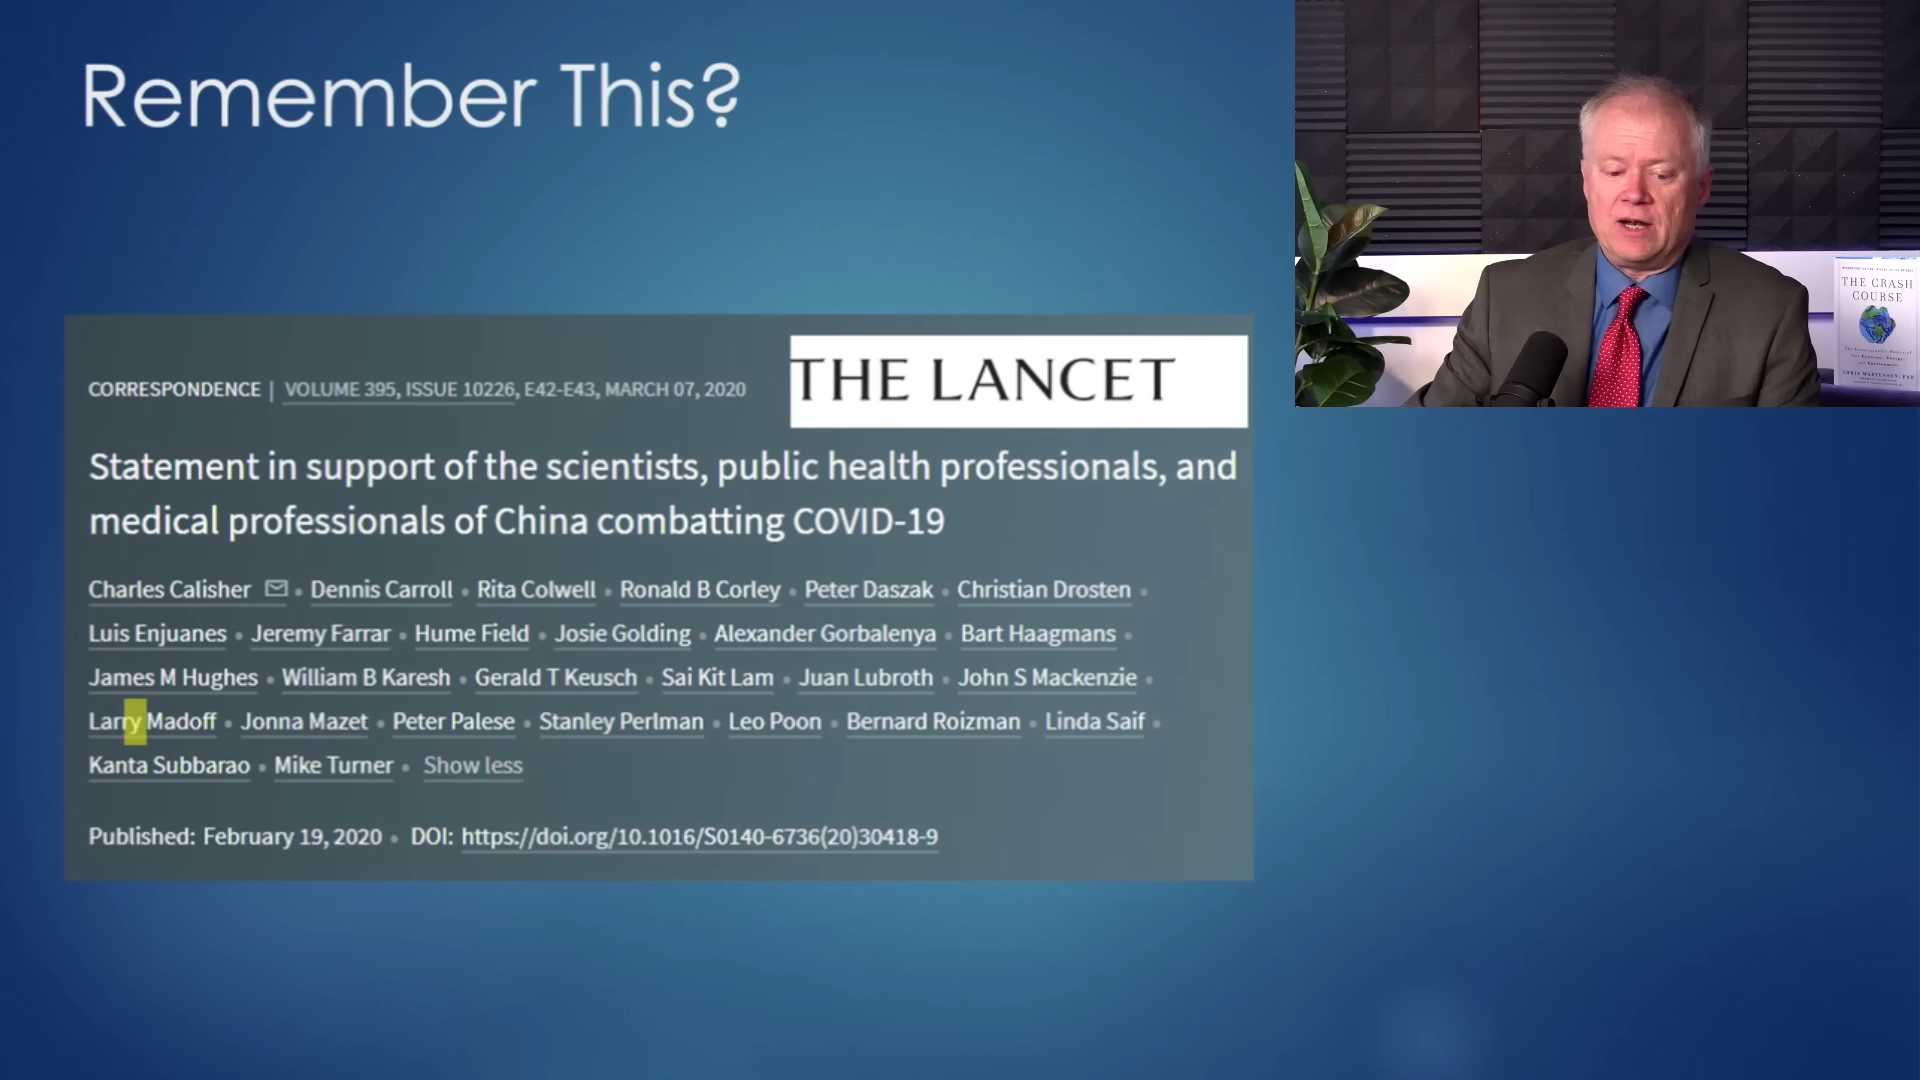 Remember This?
THE LANCET
CORRESPONDENCE | VOLUME 395, ISSUE 10226, E42-E43, MARCH 07, 2020
Statement in support of the scientists, public health professionals, and
medical professionals of China combatting COVID-19
Charles Calisher • Dennis Carroll • Rita Colwell • Ronald B Corley • Peter Daszak • Christian Drosten •
Luis Enjuanes • Jeremy Farrar • Hume Field • Josie Golding • Alexander Gorbalenya • Bart Haagmans •
James M Hughes • William B Karesh • Gerald T Keusch • Sai Kit Lam • Juan Lubroth • John S Mackenzie •
Larry Madoff • Jonna Mazet • Peter Palese • Stanley Perlman • Leo Poon • Bernard Roizman • Linda Saif •
Kanta Subbarao • Mike Turner • Show less
Published: February 19, 2020 • DOI: https://doi.org/10.1016/S0140-6736(20)30418-9
THE CRASH
COURSE
CHRIS MARTENSON, PHD